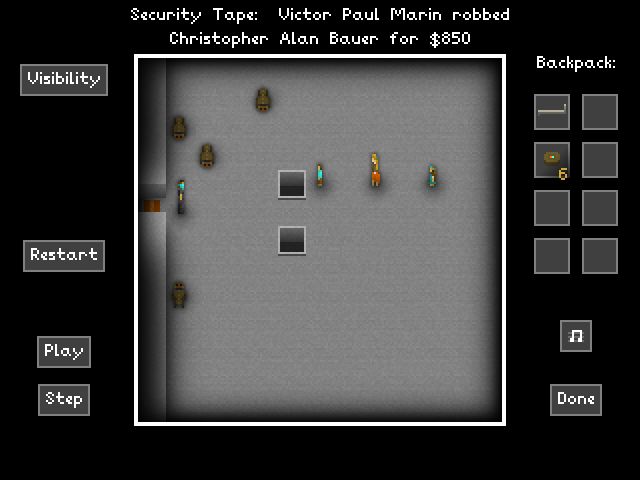 Security Tape: Victor Paul Marin robbed
Christopher Alan Bauer for $850
Visibility
Backpack:
6
Restart
Play
Step
Done